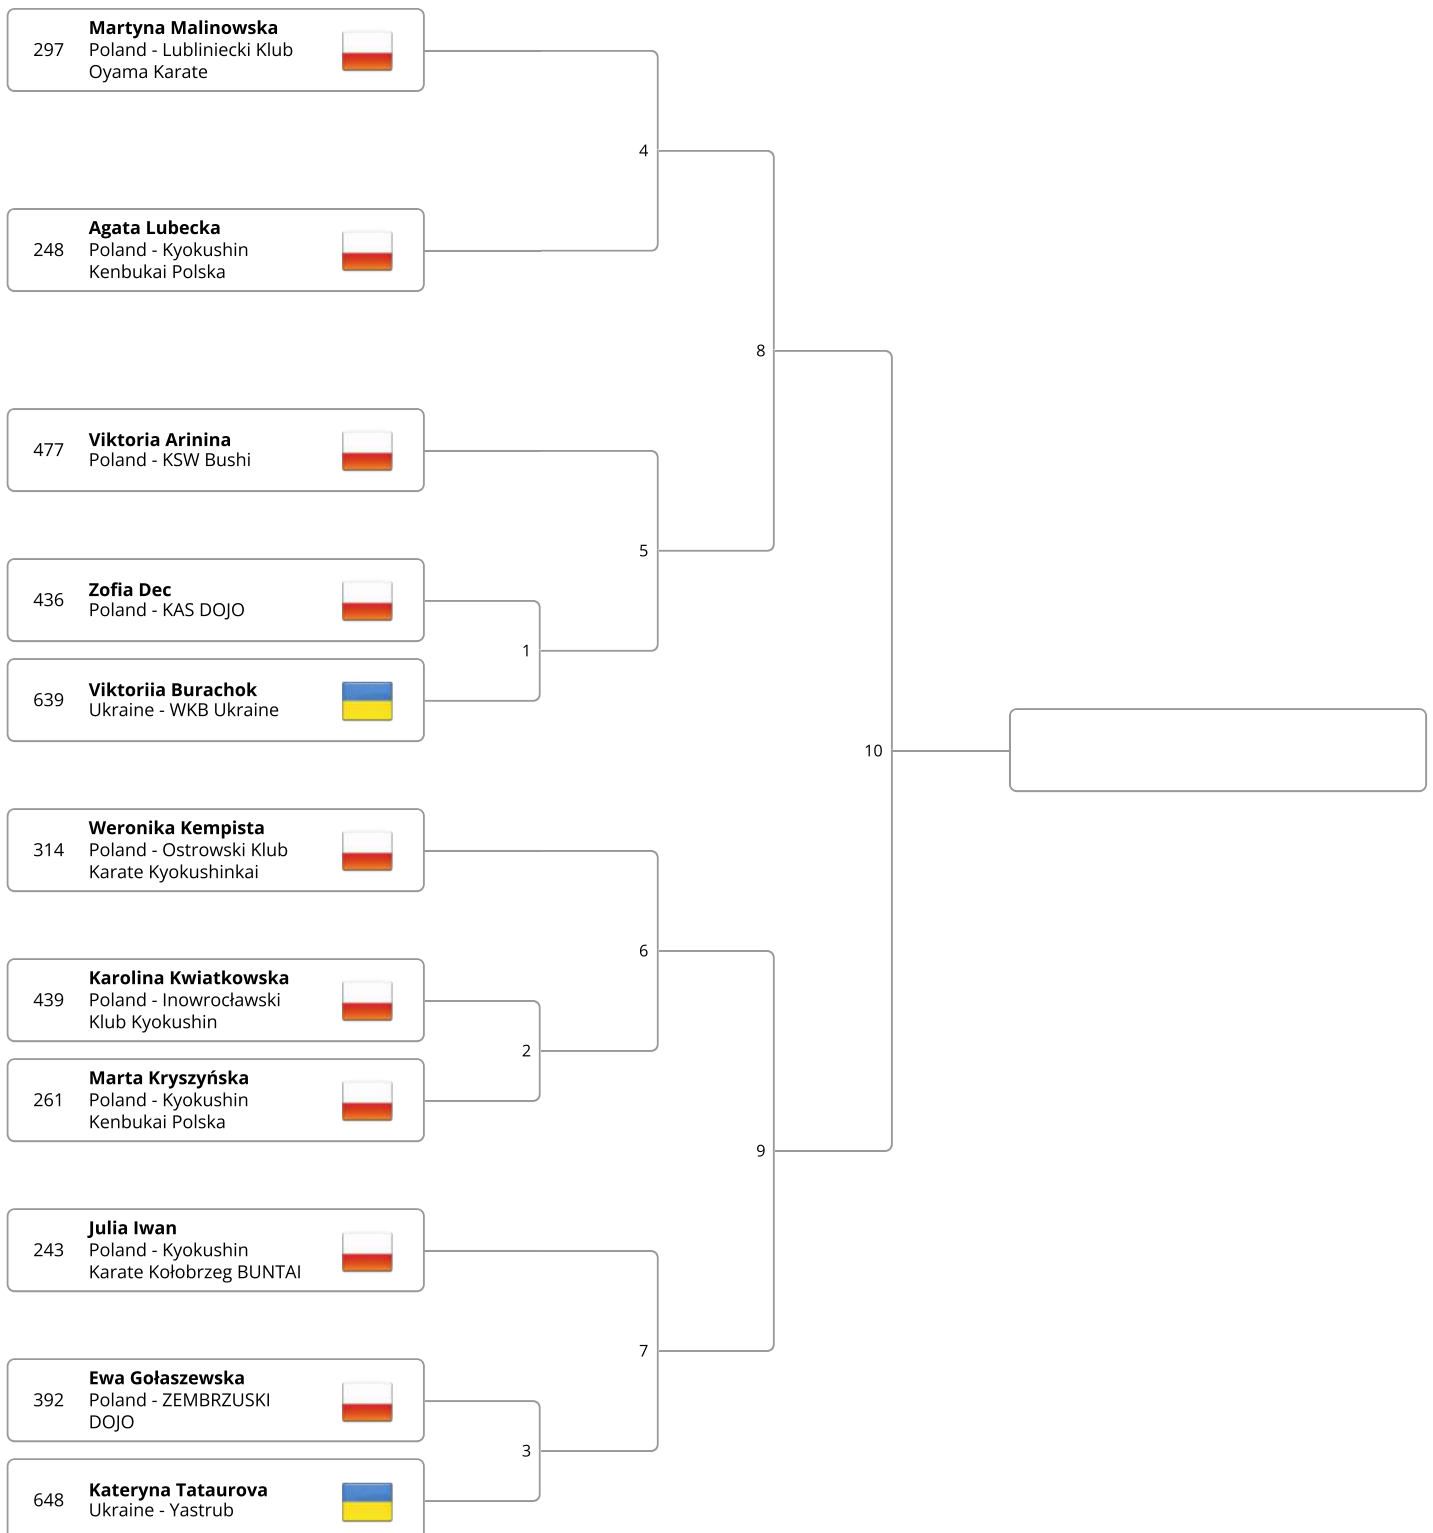 297
Martyna Malinowska
Poland - Lubliniecki Klub
Oyama Karate
4
248
Agata Lubecka
Poland - Kyokushin
Kenbukai Polska
8
477
Viktoria Arinina
Poland - KSW Bushi
5
436
Zofia Dec
Poland - KAS DOJO
1
639
Viktoriia Burachok
Ukraine - WKB Ukraine
10
314
Weronika Kempista
Poland - Ostrowski Klub
Karate Kyokushinkai
6
439
Karolina Kwiatkowska
Poland - Inowrocławski
Klub Kyokushin
2
261
Marta Kryszyńska
Poland - Kyokushin
Kenbukai Polska
9
243
Julia Iwan
Poland - Kyokushin
Karate Kołobrzeg BUNTAI
7
392
Ewa Gołaszewska
Poland - ZEMBRZUSKI
DOJO
3
648
Kateryna Tataurova
Ukraine - Yastrub